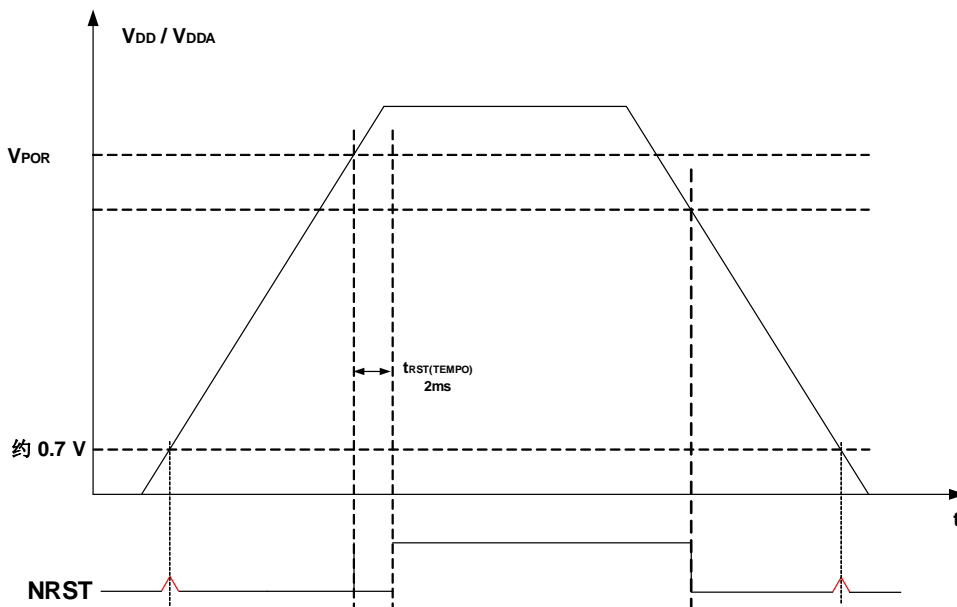 VDD / VDDA
VPOR
tRST(TEMPO)
2ms
约 0.7 V
t
NRST